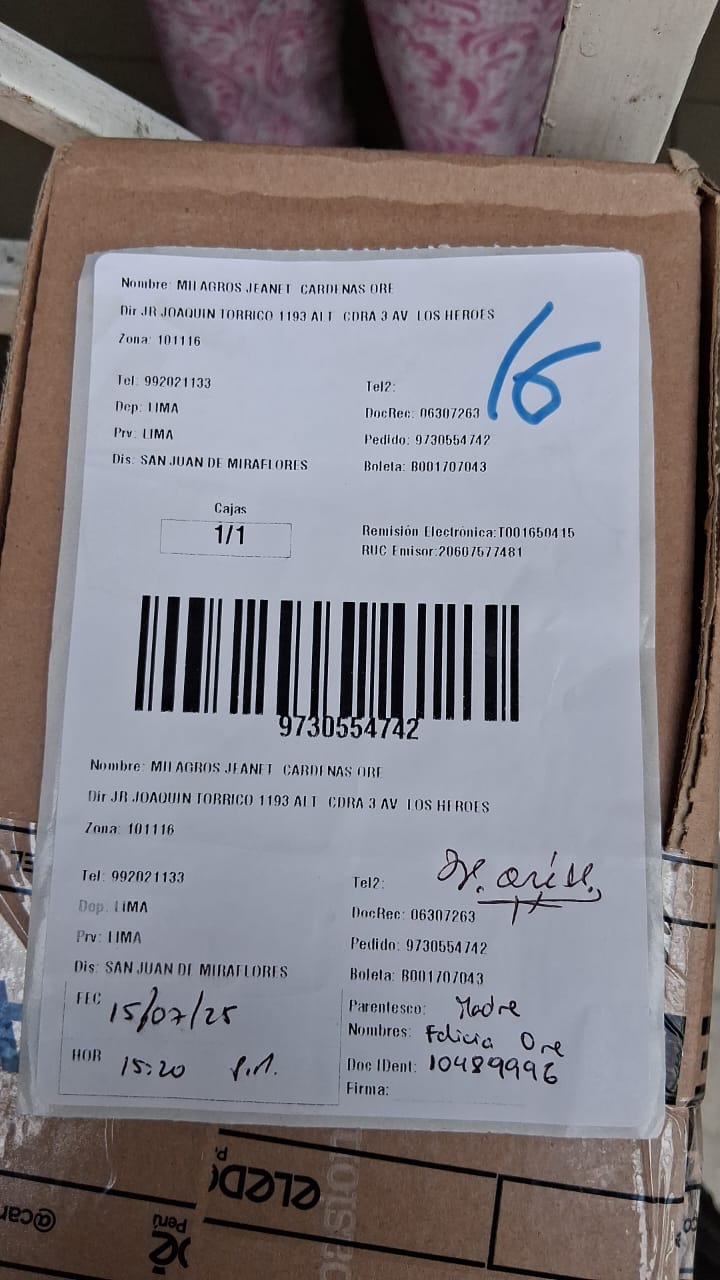 Nombre: MILAGROS JEANET CARDENAS ORE
Dir JR JOAQUIN TORRICO 1193 ALT CDRA 3 AV LOS HEROES
Zona: 101116
16
Tel: 992021133 Tel2:
Dep: LIMA DocRec: 06307263
Prv: LIMA Pedido: 9730554742
Dis: SAN JUAN DE MIRAFLORES Boleta: B001707043
Cajas
1/1
Remisión Electrónica:T001650415
RUC Emisor:20607577481
9730554742
Nombre: MILAGROS JEANET CARDENAS ORE
Dir JR JOAQUIN TORRICO 1193 ALT CDRA 3 AV LOS HEROES
Zona: 101116
Tel: 992021133 Tel2:
Dep: LIMA DocRec: 06307263
Prv: LIMA Pedido: 9730554742
Dis: SAN JUAN DE MIRAFLORES Boleta: B001707043
FEC 15/07/25 Parentesco: Madre
Nombres: Felicia Ore
HOR 15:20 P.M. Doc IDent: 10489996
Firma:
Perú